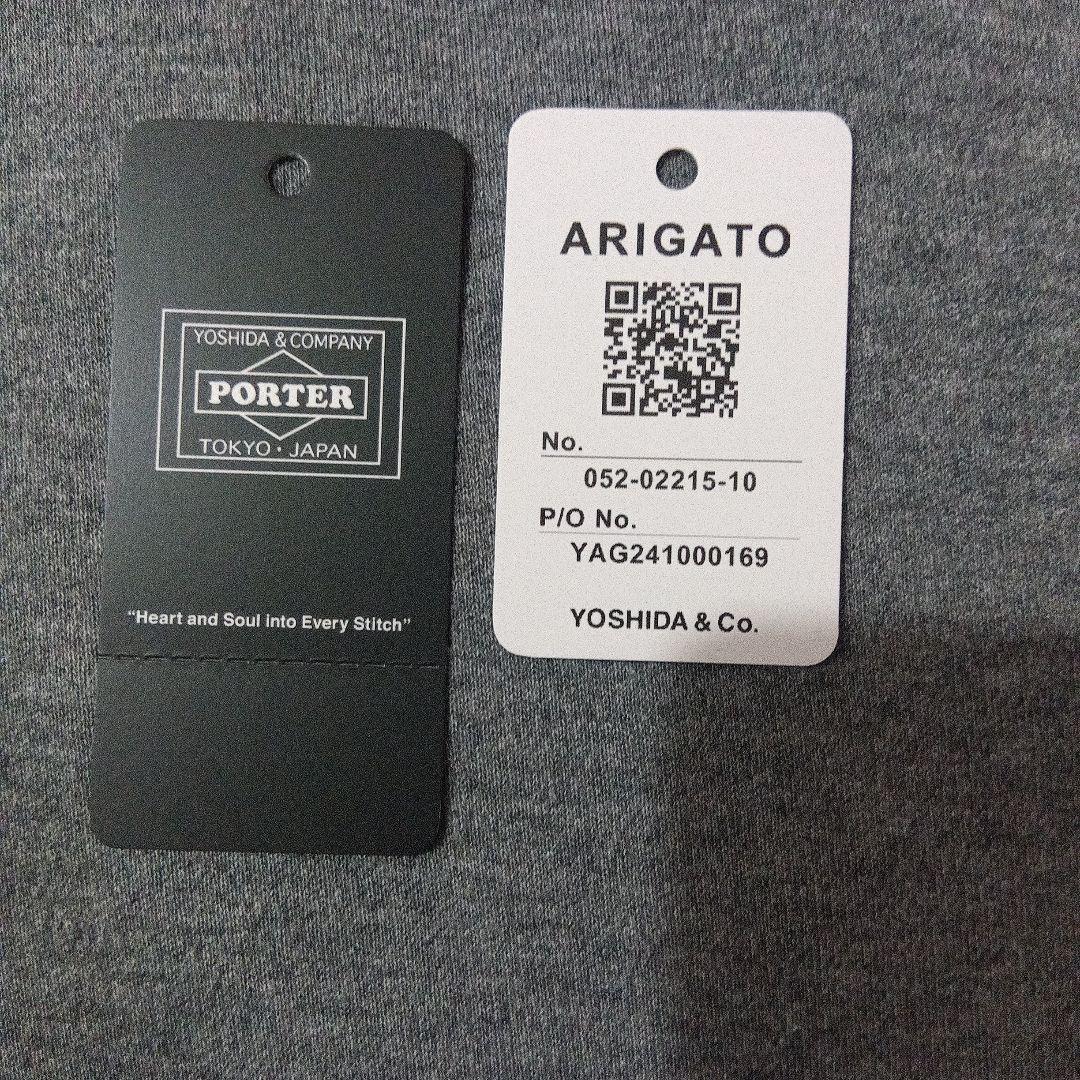 YOSHIDA & COMPANY
PORTER
TOKYO・JAPAN
“Heart and Soul into Every Stitch”
ARIGATO
No.
052-02215-10
P/O No.
YAG241000169
YOSHIDA & Co.